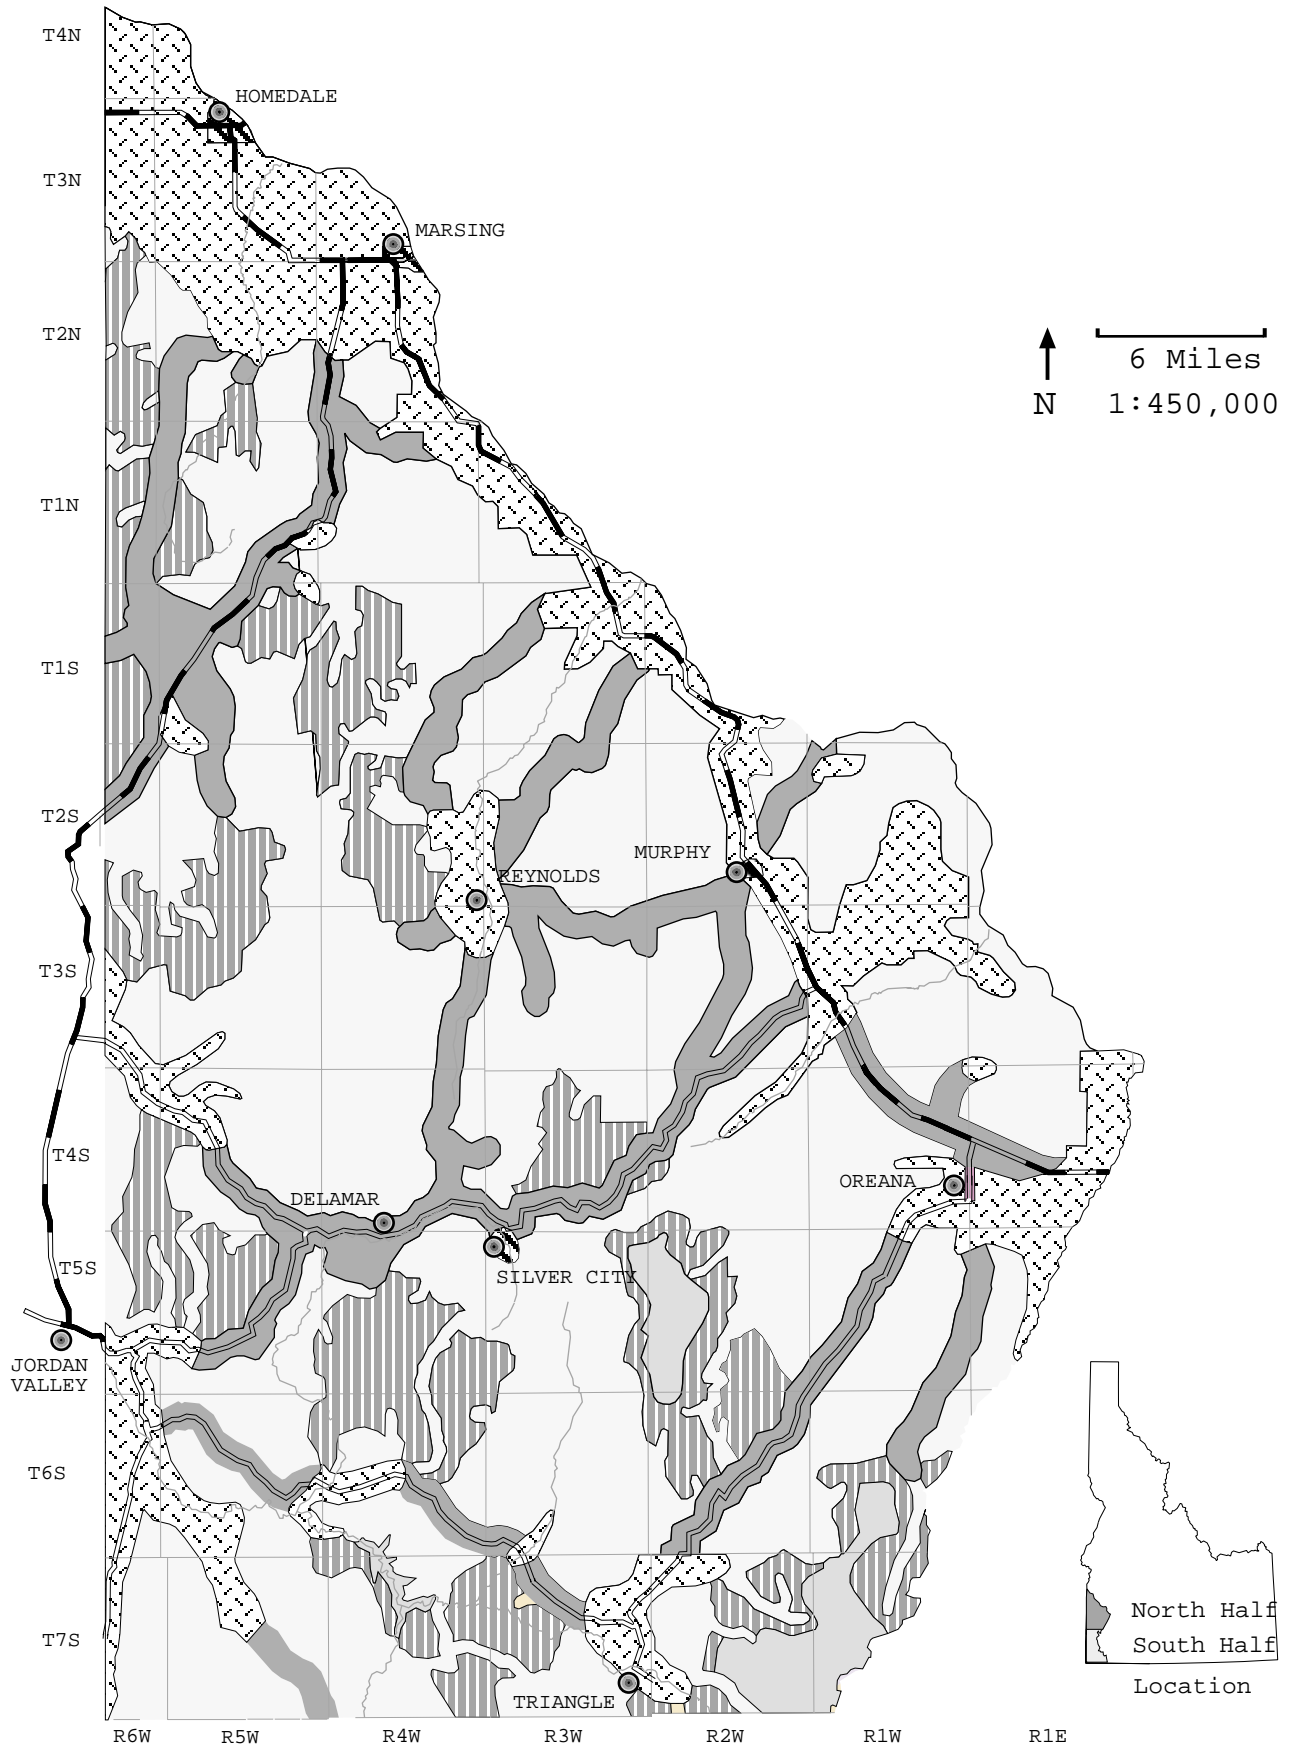 T4N
HOMEDALE
T3N
MARSING
T2N
6 Miles
N 1:450,000
T1N
T1S
T2S
MURPHY
REYNOLDS
T3S
T4S
OREANA
DELAMAR
T5S
SILVER CITY
JORDAN
VALLEY
T6S
North Half
T7S
South Half
Location
TRIANGLE
R6W R5W R4W R3W R2W R1W R1E